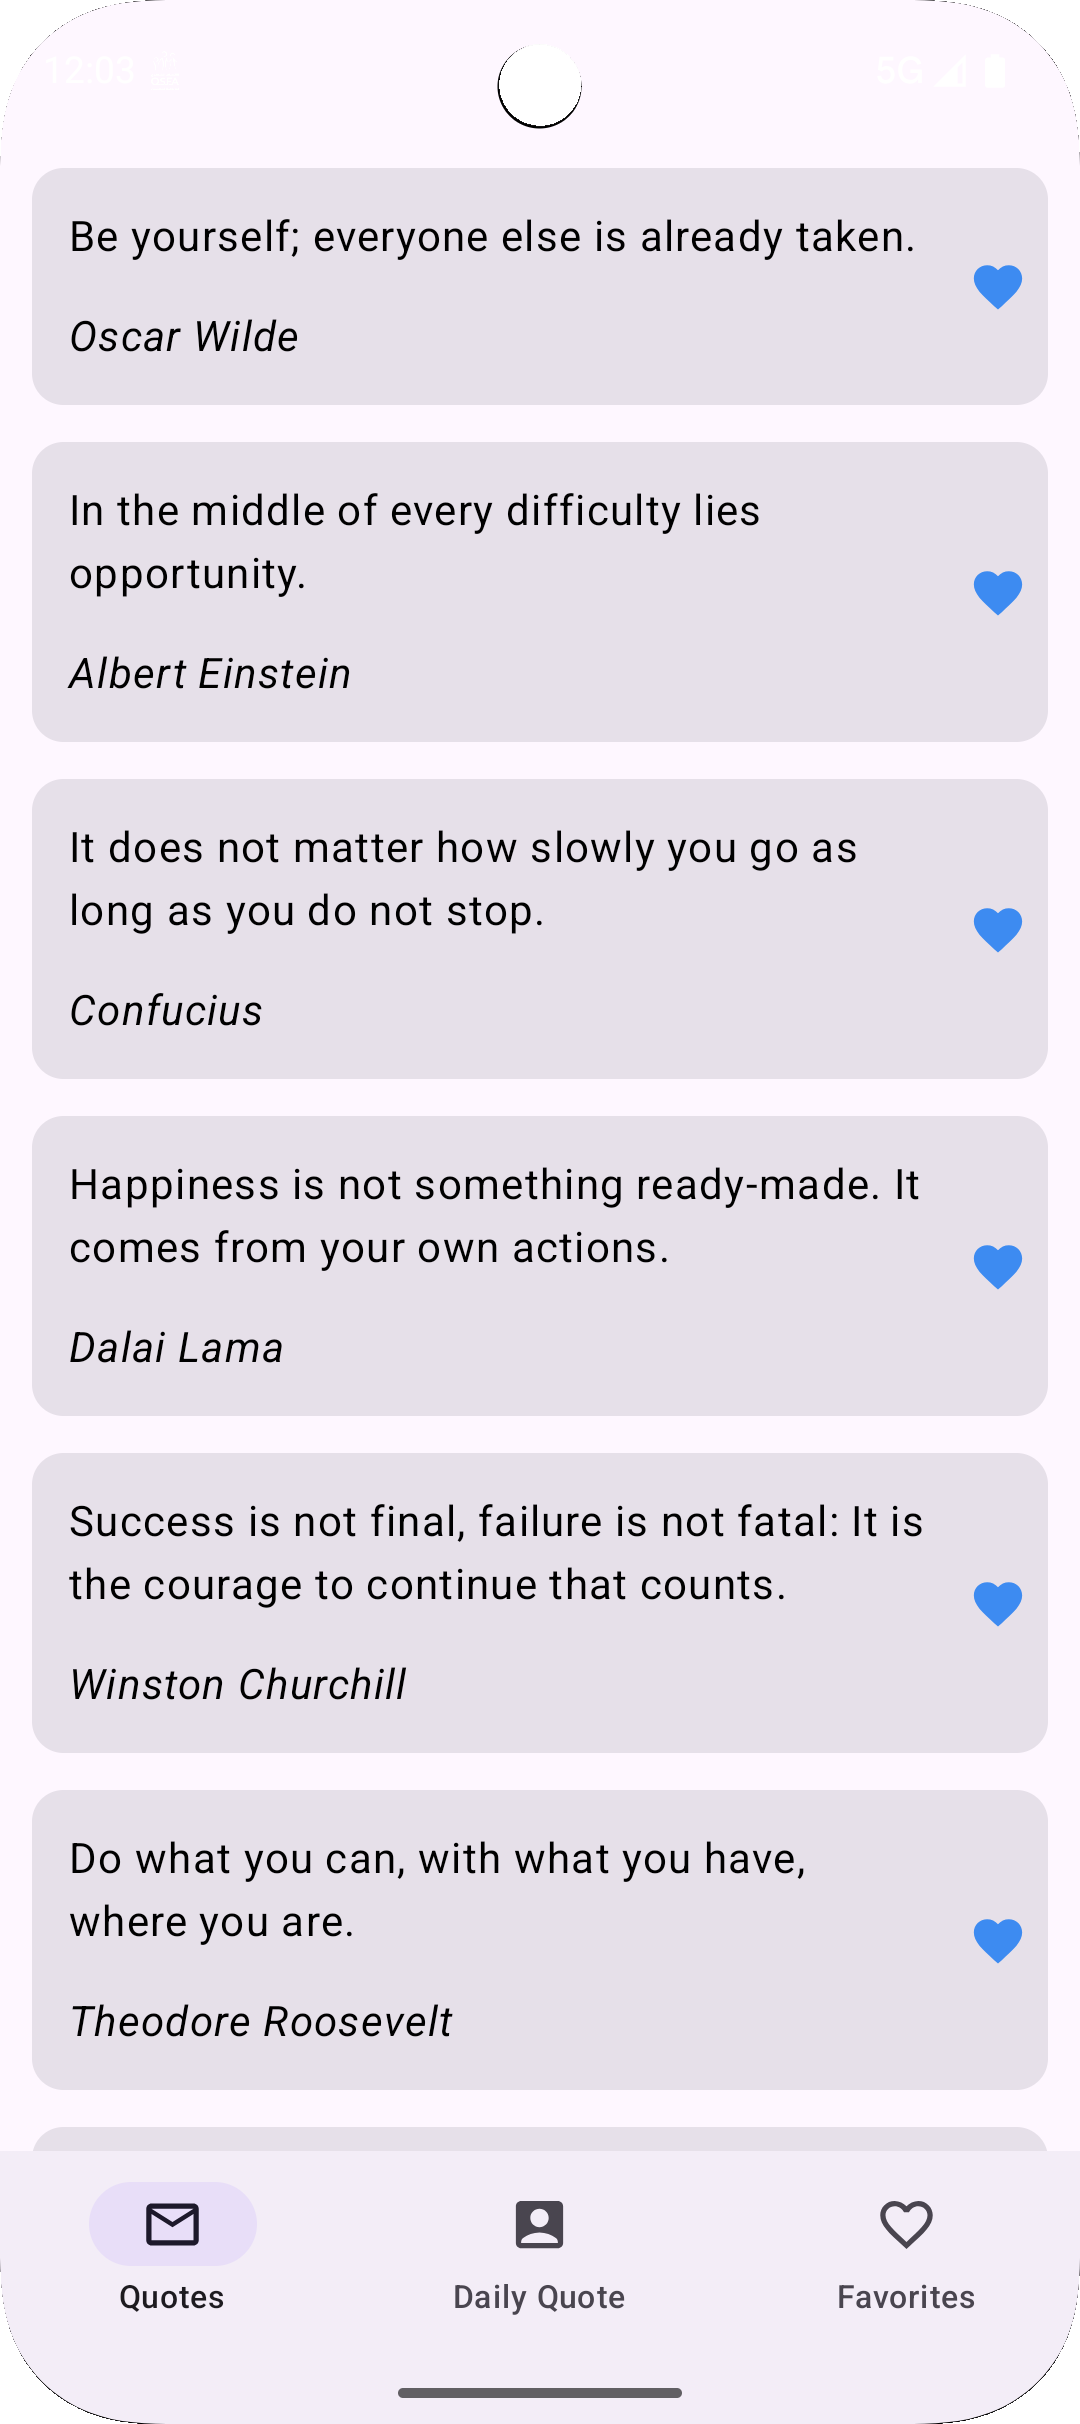 12:03
5G
Be yourself; everyone else is already taken.
Oscar Wilde
In the middle of every difficulty lies
opportunity.
Albert Einstein
It does not matter how slowly you go as
long as you do not stop.
Confucius
Happiness is not something ready-made. It
comes from your own actions.
Dalai Lama
Success is not final, failure is not fatal: It is
the courage to continue that counts.
Winston Churchill
Do what you can, with what you have,
where you are.
Theodore Roosevelt
Quotes
Daily Quote
Favorites